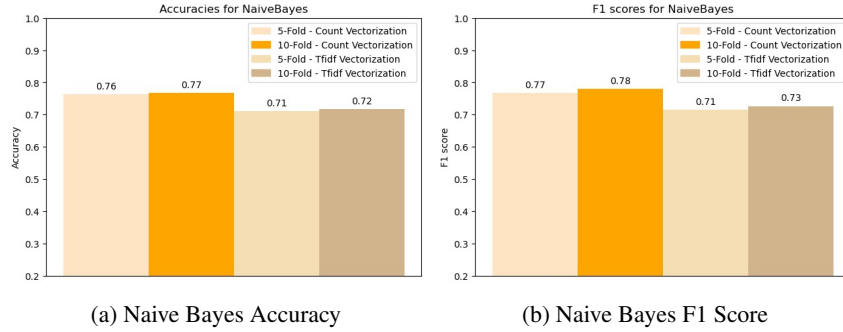 Accuracies for NaiveBayes
1.0
0.9
0.8
0.7
0.6
0.5
0.4
0.3
0.2
Accuracy
5-Fold - Count Vectorization
10-Fold - Count Vectorization
5-Fold - Tfidf Vectorization
10-Fold - Tfidf Vectorization
0.76
0.77
0.71
0.72
(a) Naive Bayes Accuracy
F1 scores for NaiveBayes
1.0
0.9
0.8
0.7
0.6
0.5
0.4
0.3
0.2
F1 score
5-Fold - Count Vectorization
10-Fold - Count Vectorization
5-Fold - Tfidf Vectorization
10-Fold - Tfidf Vectorization
0.77
0.78
0.71
0.73
(b) Naive Bayes F1 Score